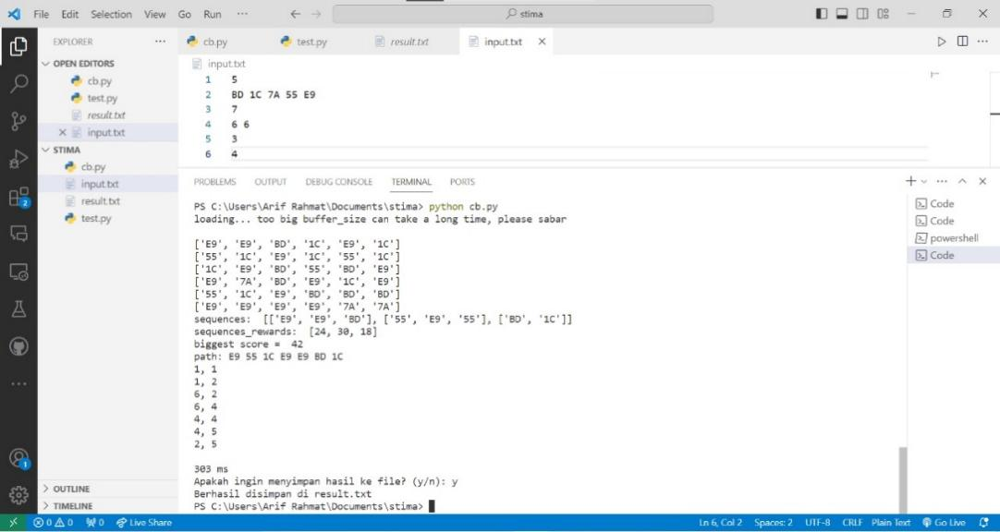 File Edit Selection View Go Run ··· ← → stima
EXPLORER ···
OPEN EDITORS
cb.py
test.py
result.txt
× input.txt
STIMA
cb.py
input.txt
result.txt
test.py
OUTLINE
TIMELINE
2
1
cb.py test.py result.txt input.txt ×
input.txt
1 5
2 BD 1C 7A 55 E9
3 7
4 6 6
5 3
6 4
PROBLEMS OUTPUT DEBUG CONSOLE TERMINAL PORTS
PS C:\Users\Arif Rahmat\Documents\stima> python cb.py
loading... too big buffer_size can take a long time, please sabar
['E9', 'E9', 'BD', '1C', 'E9', '1C']
['55', '1C', 'E9', '1C', '55', '1C']
['1C', 'E9', 'BD', '55', 'BD', 'E9']
['E9', '7A', 'BD', 'E9', '1C', 'E9']
['55', '1C', 'E9', 'BD', 'BD', 'BD']
['E9', 'E9', 'E9', 'E9', '7A', '7A']
sequences: [['E9', 'E9', 'BD'], ['55', 'E9', '55'], ['BD', '1C']]
sequences_rewards: [24, 30, 18]
biggest score = 42
path: E9 55 1C E9 E9 BD 1C
1, 1
1, 2
6, 2
6, 4
4, 4
4, 5
2, 5
303 ms
Apakah ingin menyimpan hasil ke file? (y/n): y
Berhasil disimpan di result.txt
PS C:\Users\Arif Rahmat\Documents\stima>
Code
Code
powershell
Code
0 0 0 Live Share Ln 6, Col 2 Spaces: 2 UTF-8 CRLF Plain Text Go Live